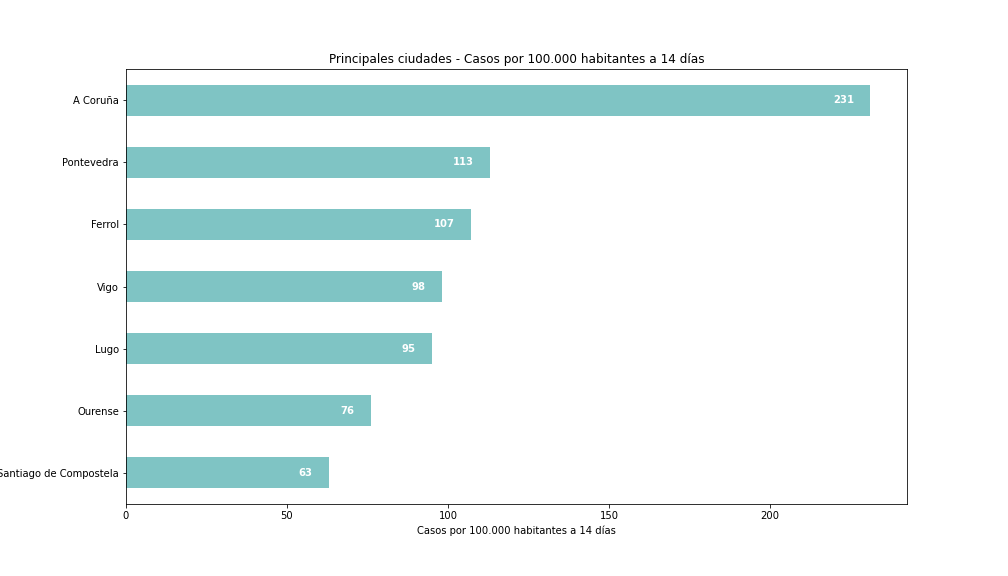 Principales ciudades - Casos por 100.000 habitantes a 14 días
A Coruña 231
Pontevedra 113
Ferrol 107
Vigo 98
Lugo 95
Ourense 76
Santiago de Compostela 63
0 50 100 150 200
Casos por 100.000 habitantes a 14 días